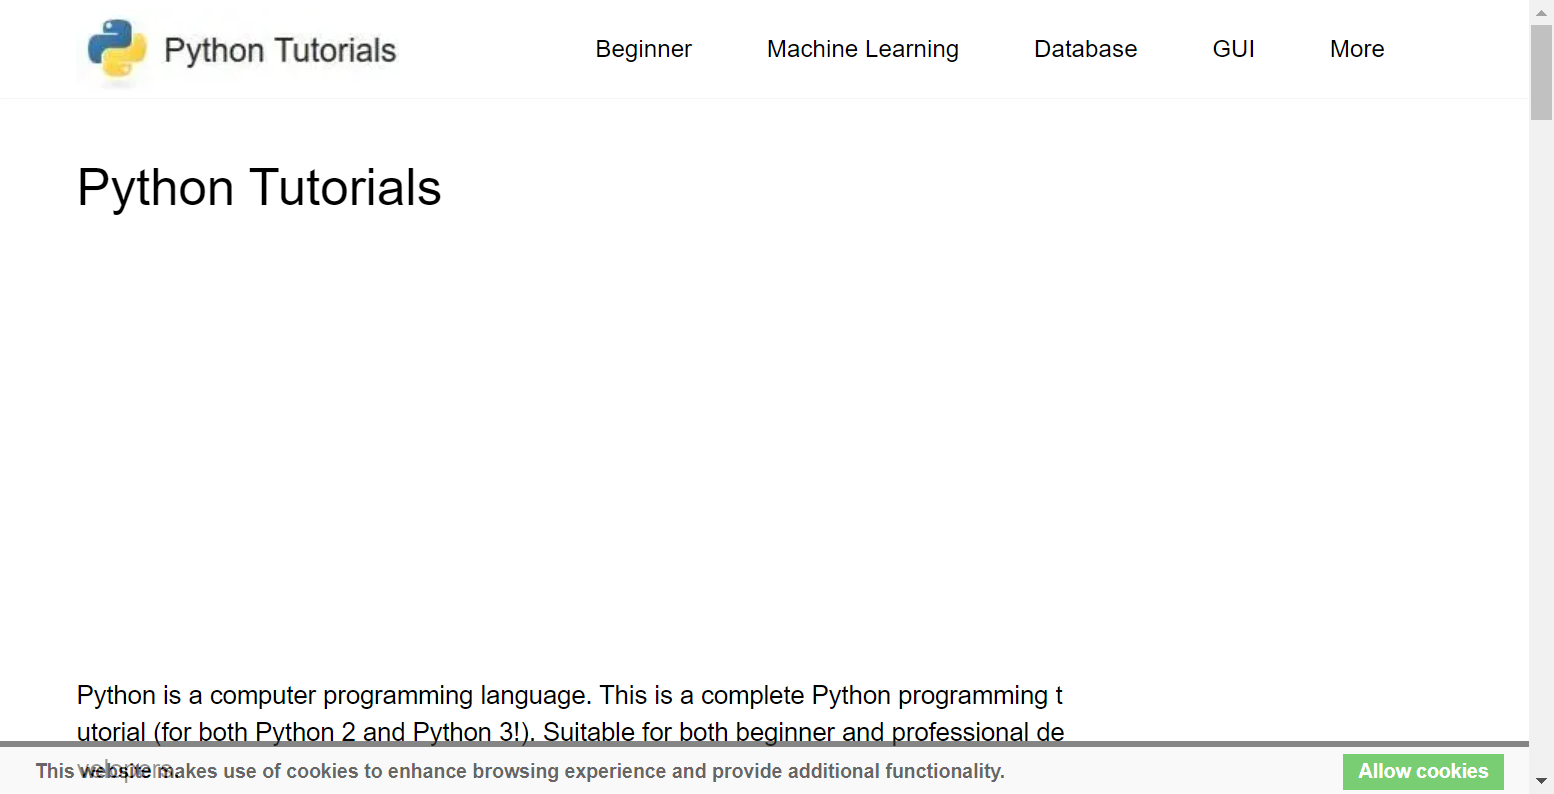 Python Tutorials
Beginner
Machine Learning
Database
GUI
More
Python Tutorials
Python is a computer programming language. This is a complete Python programming t
utorial (for both Python 2 and Python 3!). Suitable for both beginner and professional de
velopers.
This website makes use of cookies to enhance browsing experience and provide additional functionality.
Allow cookies